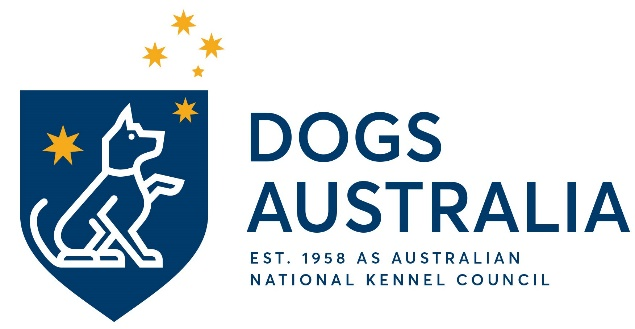 DOGS
AUSTRALIA
EST. 1958 AS AUSTRALIAN
NATIONAL KENNEL COUNCIL